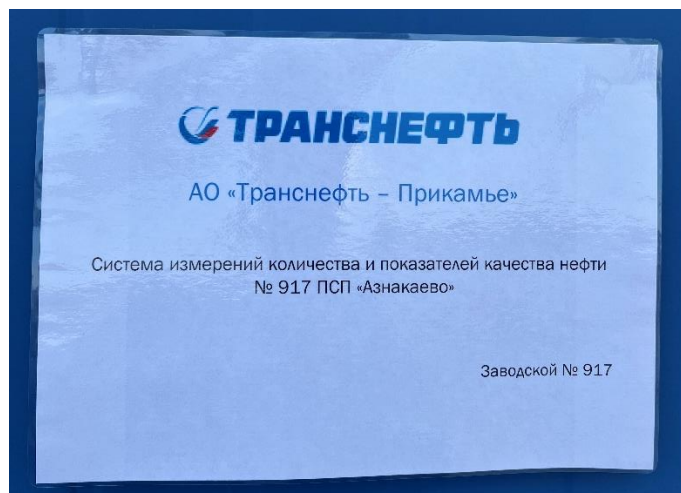 ТРАНСНЕФТЬ
АО «Транснефть – Прикамье»
Система измерений количества и показателей качества нефти
№ 917 ПСП «Азнакаево»
Заводской № 917